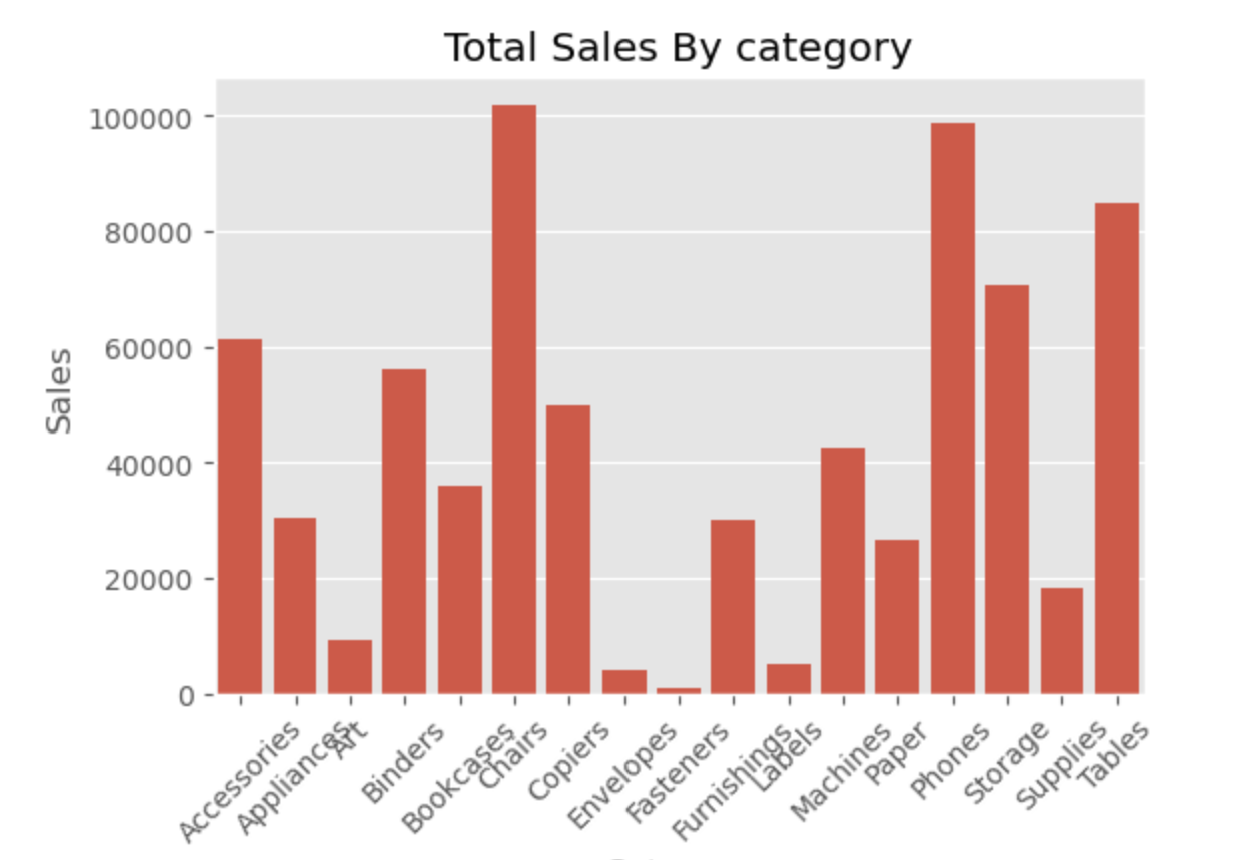 Total Sales By category
Sales
100000
80000
60000
40000
20000
0
Accessories
Appliances
Art
Binders
Bookcases
Chairs
Copiers
Envelopes
Fasteners
Furnishings
Labels
Machines
Paper
Phones
Storage
Supplies
Tables